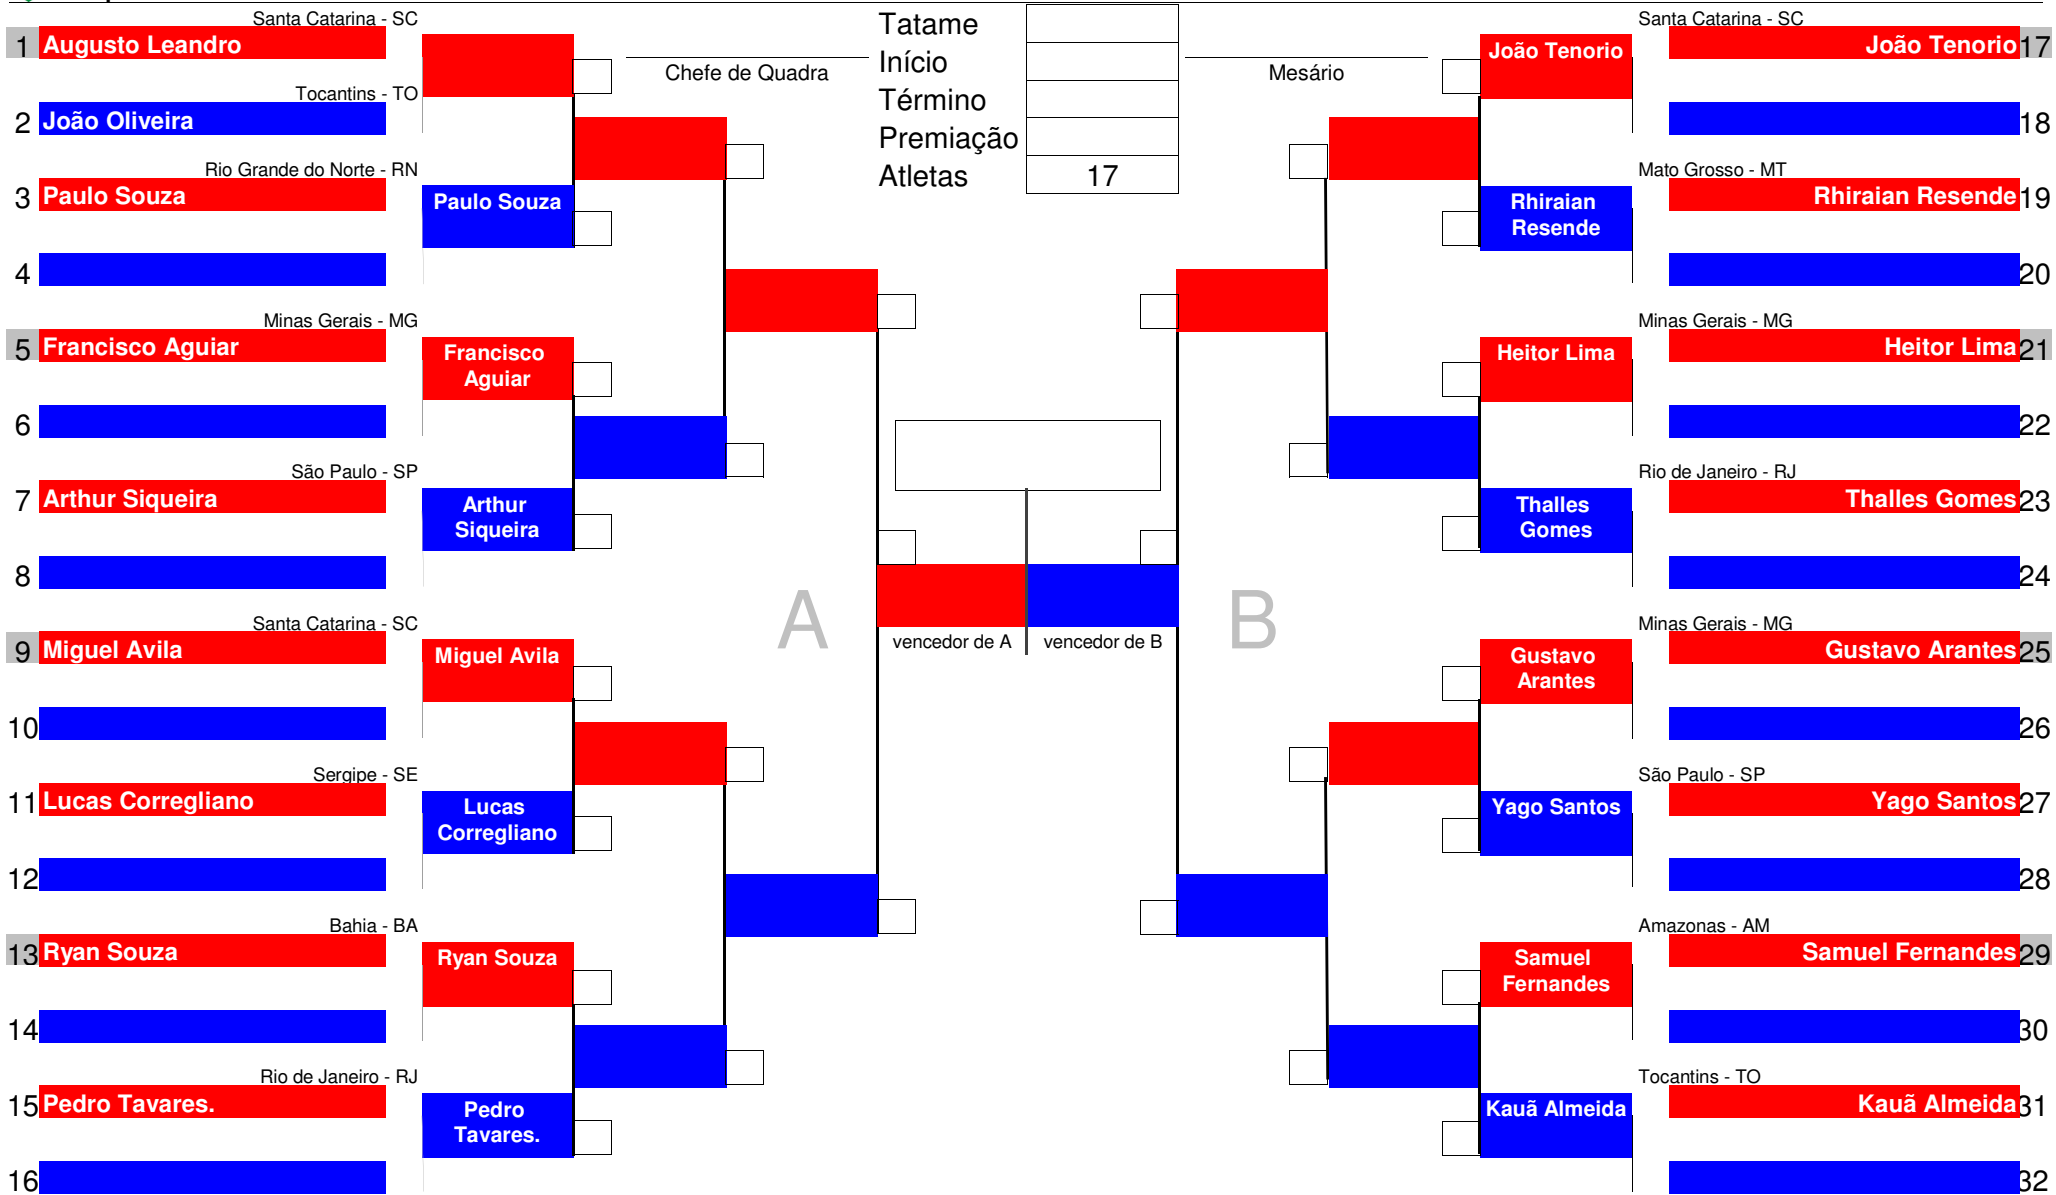 Santa Catarina - SC
1 Augusto Leandro
Tocantins - TO
2 João Oliveira
Rio Grande do Norte - RN
3 Paulo Souza
Paulo Souza
4
Minas Gerais - MG
5 Francisco Aguiar
Francisco
Aguiar
6
São Paulo - SP
7 Arthur Siqueira
Arthur
Siqueira
8
Santa Catarina - SC
9 Miguel Avila
Miguel Avila
10
Sergipe - SE
11 Lucas Corregliano
Lucas
Corregliano
12
Bahia - BA
13 Ryan Souza
Ryan Souza
14
Rio de Janeiro - RJ
15 Pedro Tavares.
Pedro
Tavares.
16
Chefe de Quadra
Tatame
Início
Término
Premiação
Atletas 17
Mesário
A
B
vencedor de A
vencedor de B
Santa Catarina - SC
João Tenorio 17
João Tenorio
18
Mato Grosso - MT
Rhiraian Resende 19
Rhiraian
Resende
20
Minas Gerais - MG
Heitor Lima 21
Heitor Lima
22
Rio de Janeiro - RJ
Thalles Gomes 23
Thalles
Gomes
24
Minas Gerais - MG
Gustavo Arantes 25
Gustavo
Arantes
26
São Paulo - SP
Yago Santos 27
Yago Santos
28
Amazonas - AM
Samuel Fernandes 29
Samuel
Fernandes
30
Tocantins - TO
Kauã Almeida 31
Kauã Almeida
32